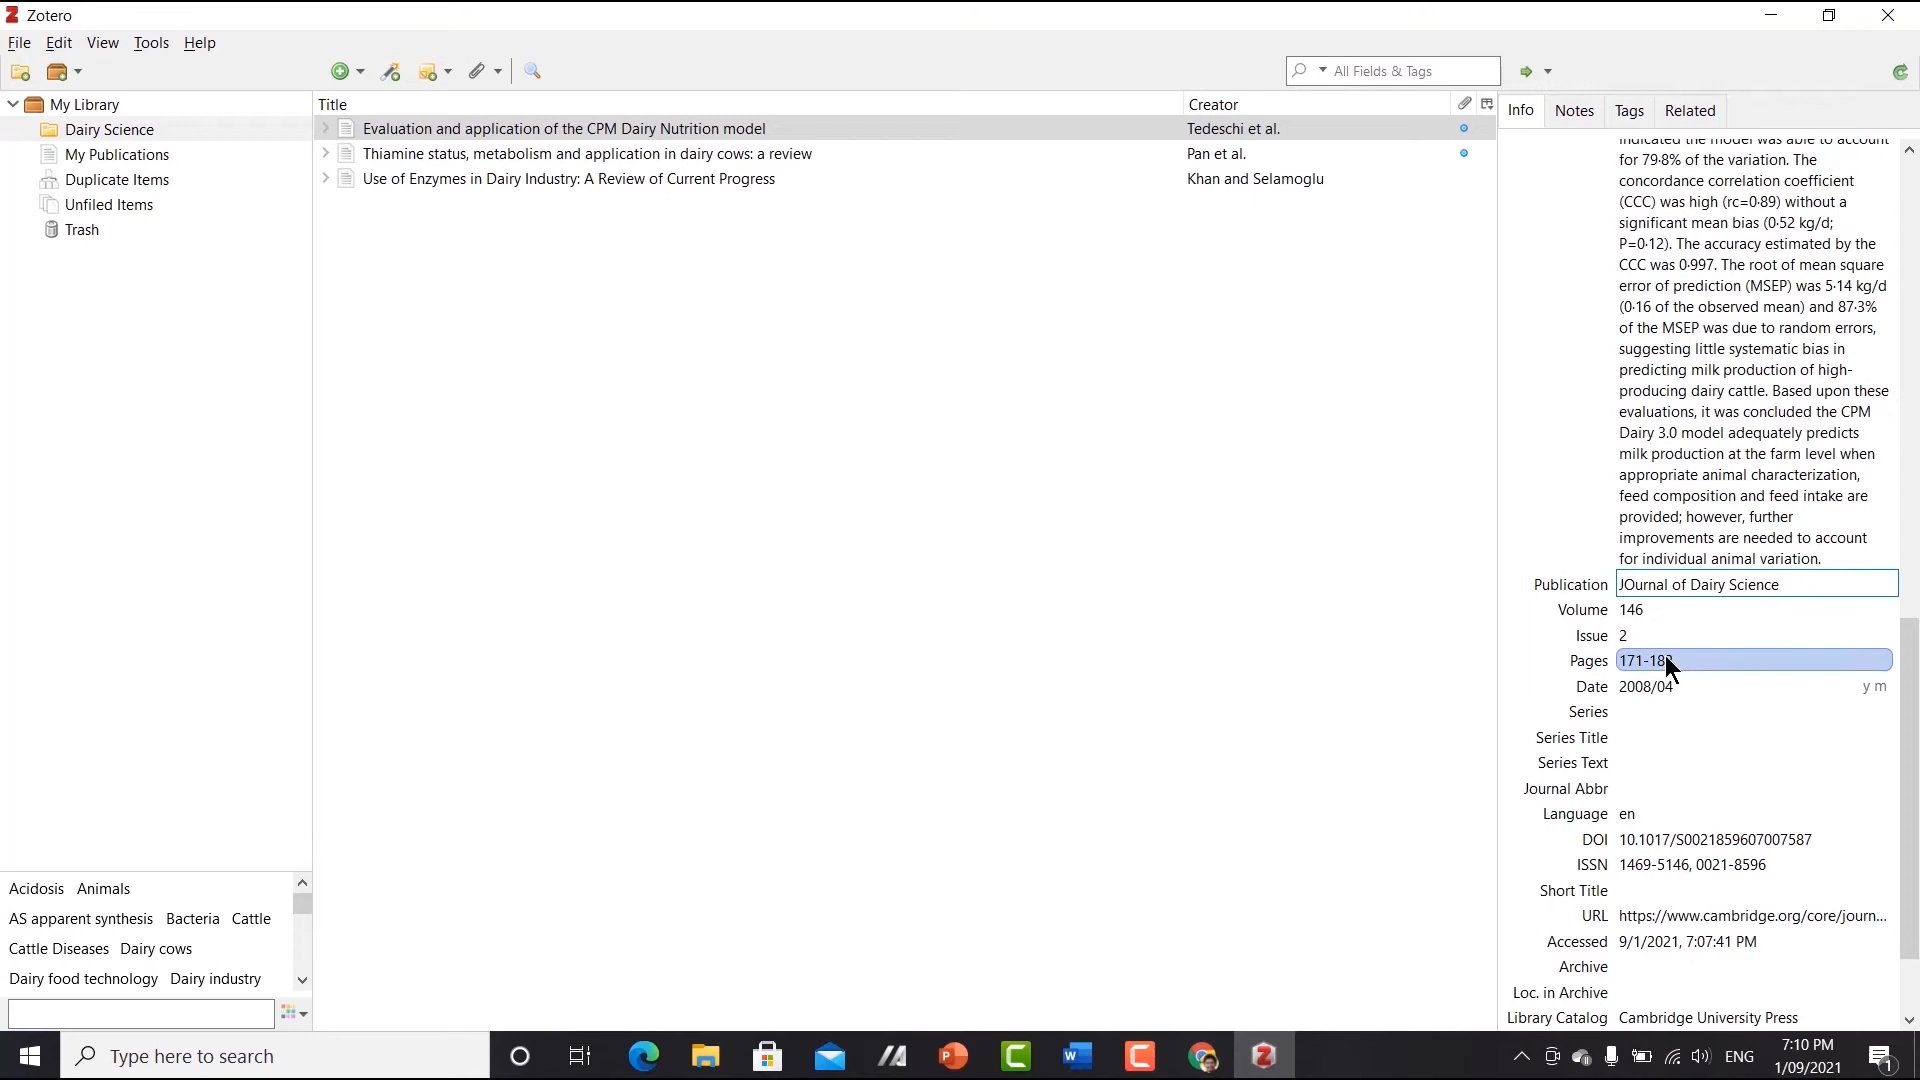 Zotero
File Edit View Tools Help
All Fields & Tags
My Library
Dairy Science
My Publications
Duplicate Items
Unfiled Items
Trash
Title Creator
Evaluation and application of the CPM Dairy Nutrition model Tedeschi et al.
Thiamine status, metabolism and application in dairy cows: a review Pan et al.
Use of Enzymes in Dairy Industry: A Review of Current Progress Khan and Selamoglu
Info Notes Tags Related
indicated the model was able to account
for 79·8% of the variation. The
concordance correlation coefficient
(CCC) was high (rc=0·89) without a
significant mean bias (0·52 kg/d;
P=0·12). The accuracy estimated by the
CCC was 0·997. The root of mean square
error of prediction (MSEP) was 5·14 kg/d
(0·16 of the observed mean) and 87·3%
of the MSEP was due to random errors,
suggesting little systematic bias in
predicting milk production of high-
producing dairy cattle. Based upon these
evaluations, it was concluded the CPM
Dairy 3.0 model adequately predicts
milk production at the farm level when
appropriate animal characterization,
feed composition and feed intake are
provided; however, further
improvements are needed to account
for individual animal variation.
Publication JOurnal of Dairy Science
Volume 146
Issue 2
Pages
Date 2008/04 y m
Series
Series Title
Series Text
Journal Abbr
Language en
DOI 10.1017/S0021859607007587
ISSN 1469-5146, 0021-8596
Short Title
URL https://www.cambridge.org/core/journ...
Accessed 9/1/2021, 7:07:41 PM
Archive
Loc. in Archive
Library Catalog Cambridge University Press
Acidosis Animals
AS apparent synthesis Bacteria Cattle
Cattle Diseases Dairy cows
Dairy food technology Dairy industry
Type here to search
ENG
7:10 PM
1/09/2021
1